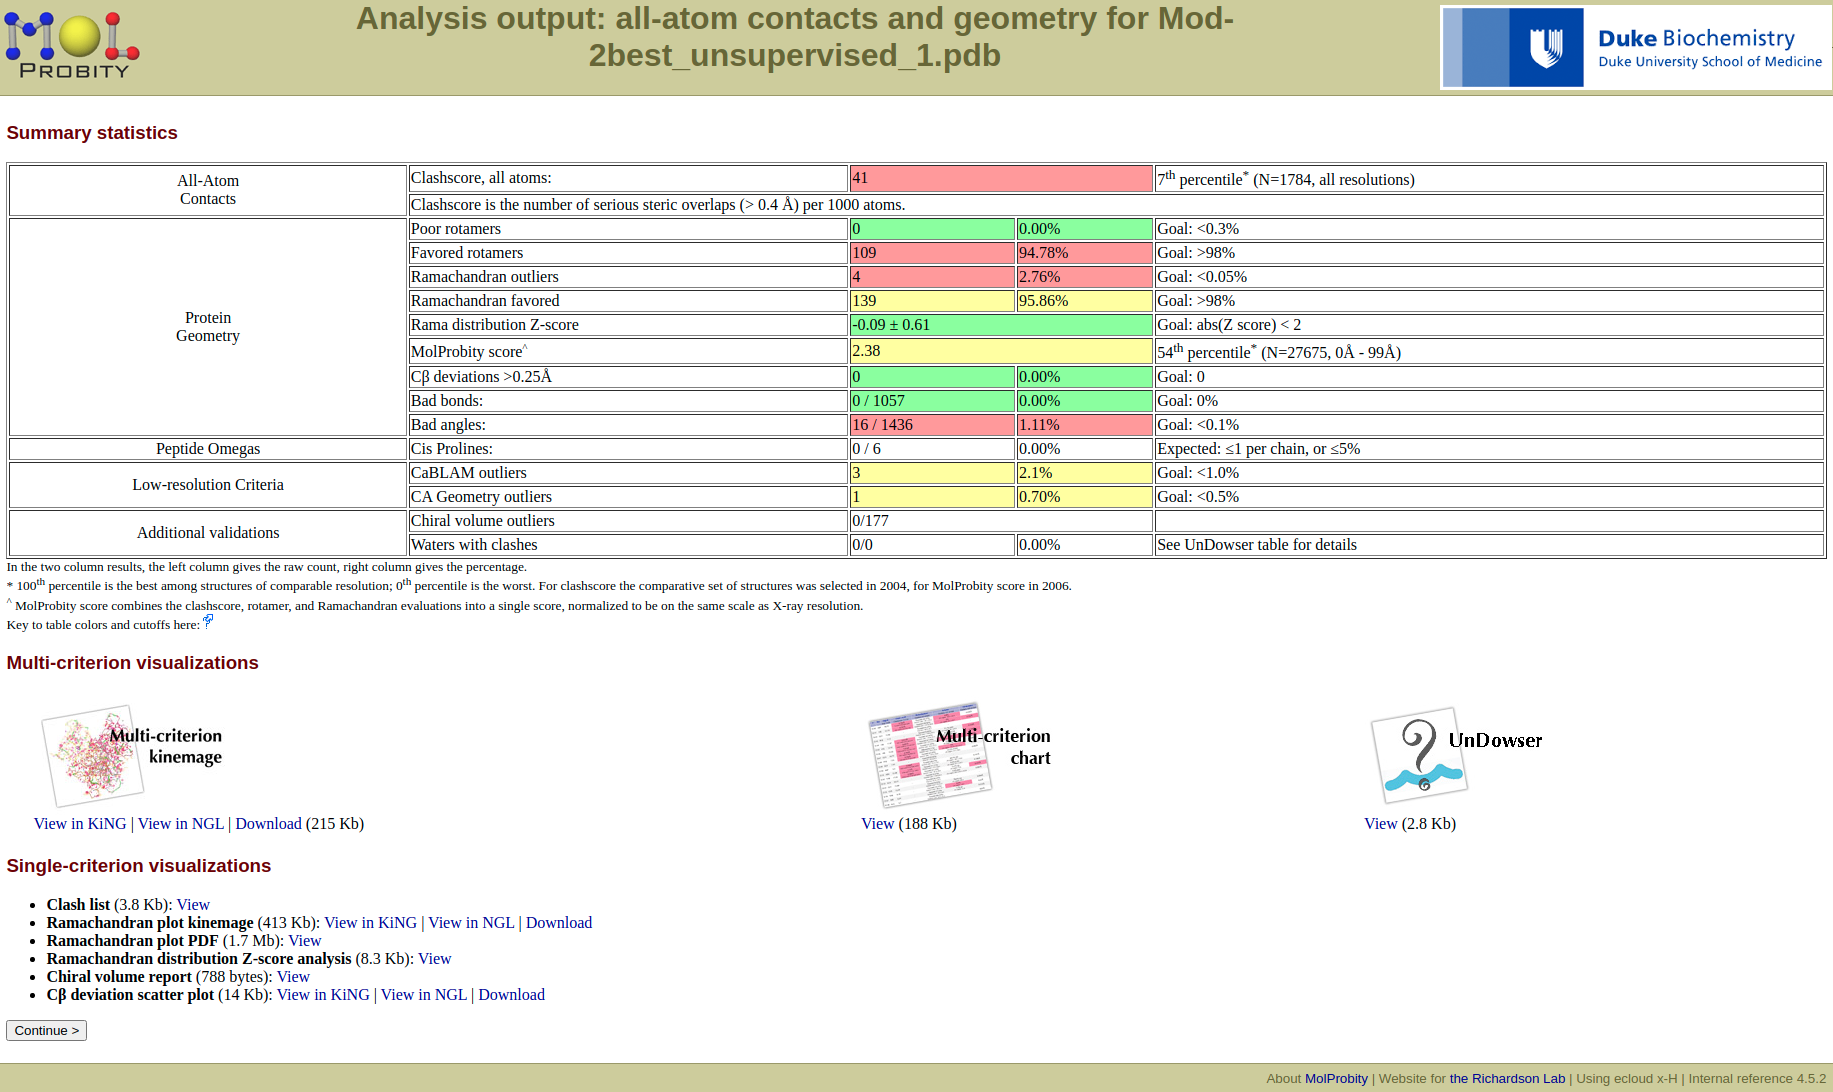 PROBITY
Analysis output: all-atom contacts and geometry for Mod-
2best_unsupervised_1.pdb
Duke Biochemistry
Duke University School of Medicine
Summary statistics
All-Atom
Contacts
Clashscore, all atoms: 41 7th percentile* (N=1784, all resolutions)
Clashscore is the number of serious steric overlaps (> 0.4 Å) per 1000 atoms.
Protein
Geometry
Poor rotamers 0 0.00% Goal: <0.3%
Favored rotamers 109 94.78% Goal: >98%
Ramachandran outliers 4 2.76% Goal: <0.05%
Ramachandran favored 139 95.86% Goal: >98%
Rama distribution Z-score -0.09 ± 0.61 Goal: abs(Z score) < 2
MolProbity score^ 2.38 54th percentile* (N=27675, 0Å - 99Å)
Cβ deviations >0.25Å 0 0.00% Goal: 0
Bad bonds: 0 / 1057 0.00% Goal: 0%
Bad angles: 16 / 1436 1.11% Goal: <0.1%
Peptide Omegas Cis Prolines: 0 / 6 0.00% Expected: ≤1 per chain, or ≤5%
Low-resolution Criteria
CaBLAM outliers 3 2.1% Goal: <1.0%
CA Geometry outliers 1 0.70% Goal: <0.5%
Additional validations
Chiral volume outliers 0/177
Waters with clashes 0/0 0.00% See UnDowser table for details
In the two column results, the left column gives the raw count, right column gives the percentage.
* 100th percentile is the best among structures of comparable resolution; 0th percentile is the worst. For clashscore the comparative set of structures was selected in 2004, for MolProbity score in 2006.
^ MolProbity score combines the clashscore, rotamer, and Ramachandran evaluations into a single score, normalized to be on the same scale as X-ray resolution.
Key to table colors and cutoffs here:
Multi-criterion visualizations
Multi-criterion
kinemage
View in KiNG | View in NGL | Download (215 Kb)
Multi-criterion
chart
View (188 Kb)
UnDowser
View (2.8 Kb)
Single-criterion visualizations
• Clash list (3.8 Kb): View
• Ramachandran plot kinemage (413 Kb): View in KiNG | View in NGL | Download
• Ramachandran plot PDF (1.7 Mb): View
• Ramachandran distribution Z-score analysis (8.3 Kb): View
• Chiral volume report (788 bytes): View
• Cβ deviation scatter plot (14 Kb): View in KiNG | View in NGL | Download
Continue >
About MolProbity | Website for the Richardson Lab | Using ecloud x-H | Internal reference 4.5.2